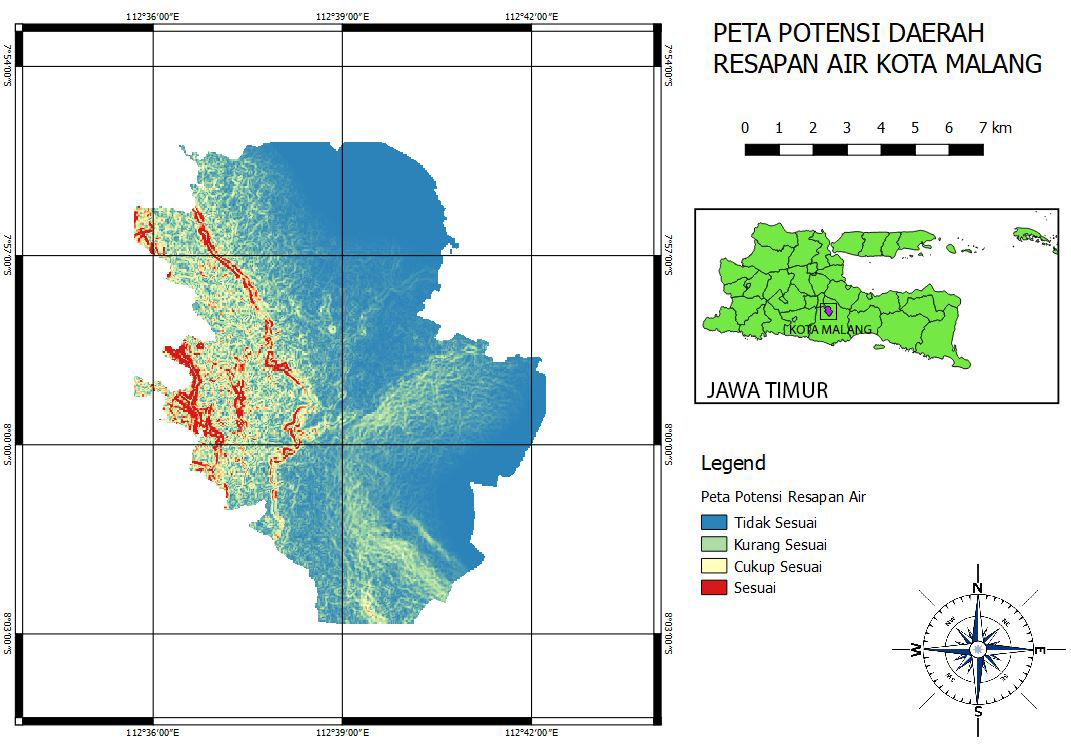 112°36'00"E
112°39'00"E
112°42'00"E
7°54'00"S
7°54'00"S
7°57'00"S
7°57'00"S
8°00'00"S
8°00'00"S
8°03'00"S
8°03'00"S
112°36'00"E
112°39'00"E
112°42'00"E
PETA POTENSI DAERAH
RESAPAN AIR KOTA MALANG
0 1 2 3 4 5 6 7 km
KOTA MALANG
JAWA TIMUR
Legend
Peta Potensi Resapan Air
Tidak Sesuai
Kurang Sesuai
Cukup Sesuai
Sesuai
N
NW
NE
W
E
SW
SE
S